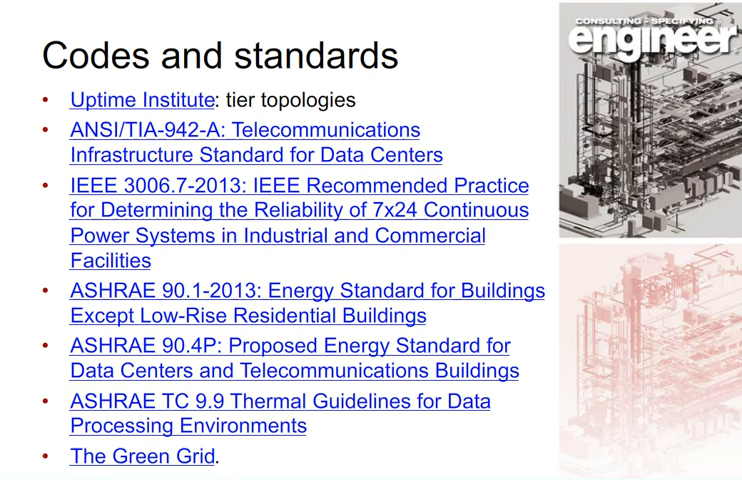 Codes and standards
CONSULTING - SPECIFYING
engineer
• Uptime Institute: tier topologies
• ANSI/TIA-942-A: Telecommunications
Infrastructure Standard for Data Centers
• IEEE 3006.7-2013: IEEE Recommended Practice
for Determining the Reliability of 7x24 Continuous
Power Systems in Industrial and Commercial
Facilities
• ASHRAE 90.1-2013: Energy Standard for Buildings
Except Low-Rise Residential Buildings
• ASHRAE 90.4P: Proposed Energy Standard for
Data Centers and Telecommunications Buildings
• ASHRAE TC 9.9 Thermal Guidelines for Data
Processing Environments
• The Green Grid.